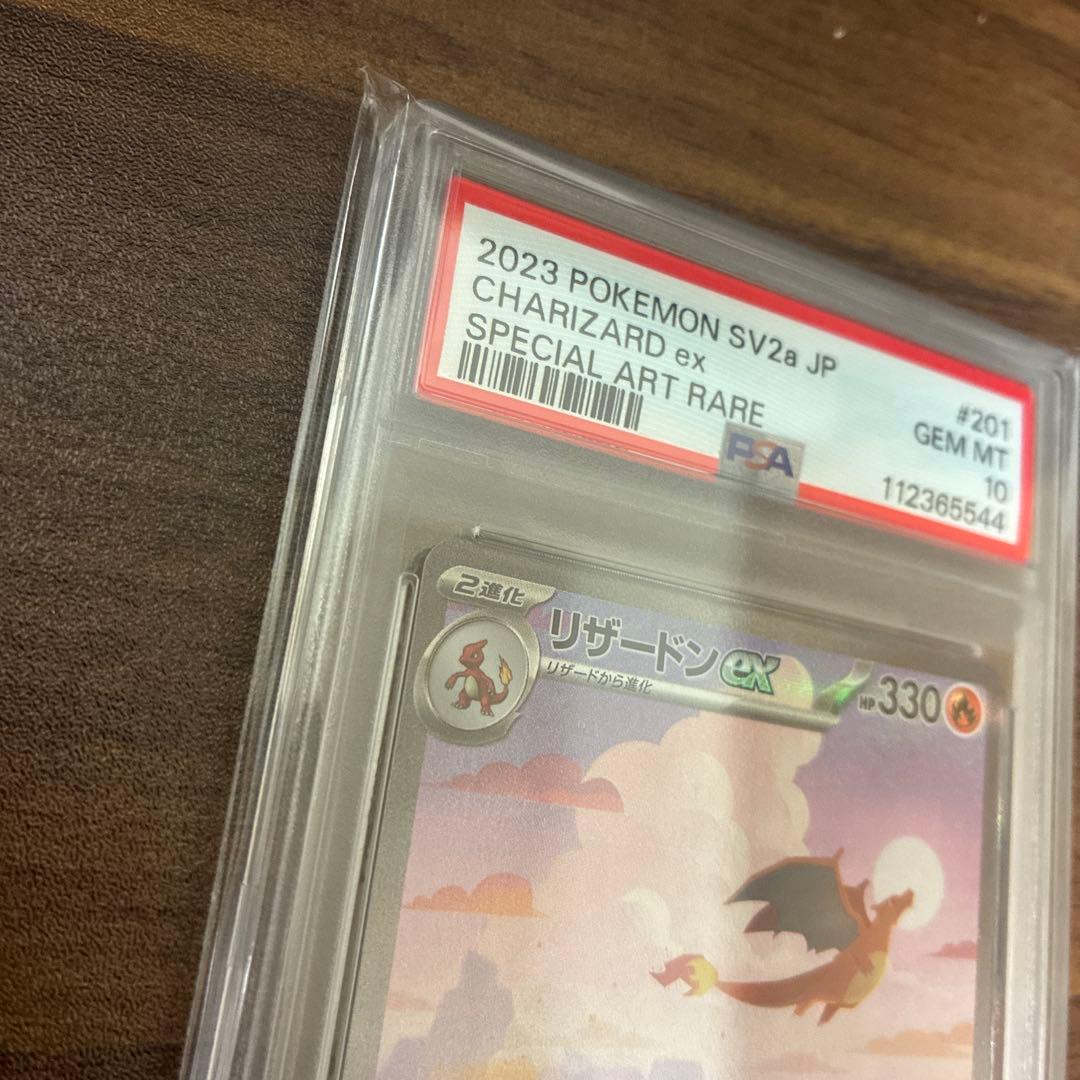 2023 POKEMON SV2a JP
CHARIZARD ex
SPECIAL ART RARE
#201
GEM MT
10
112365544
PSA
2進化
リザードンex
リザードから進化
HP330